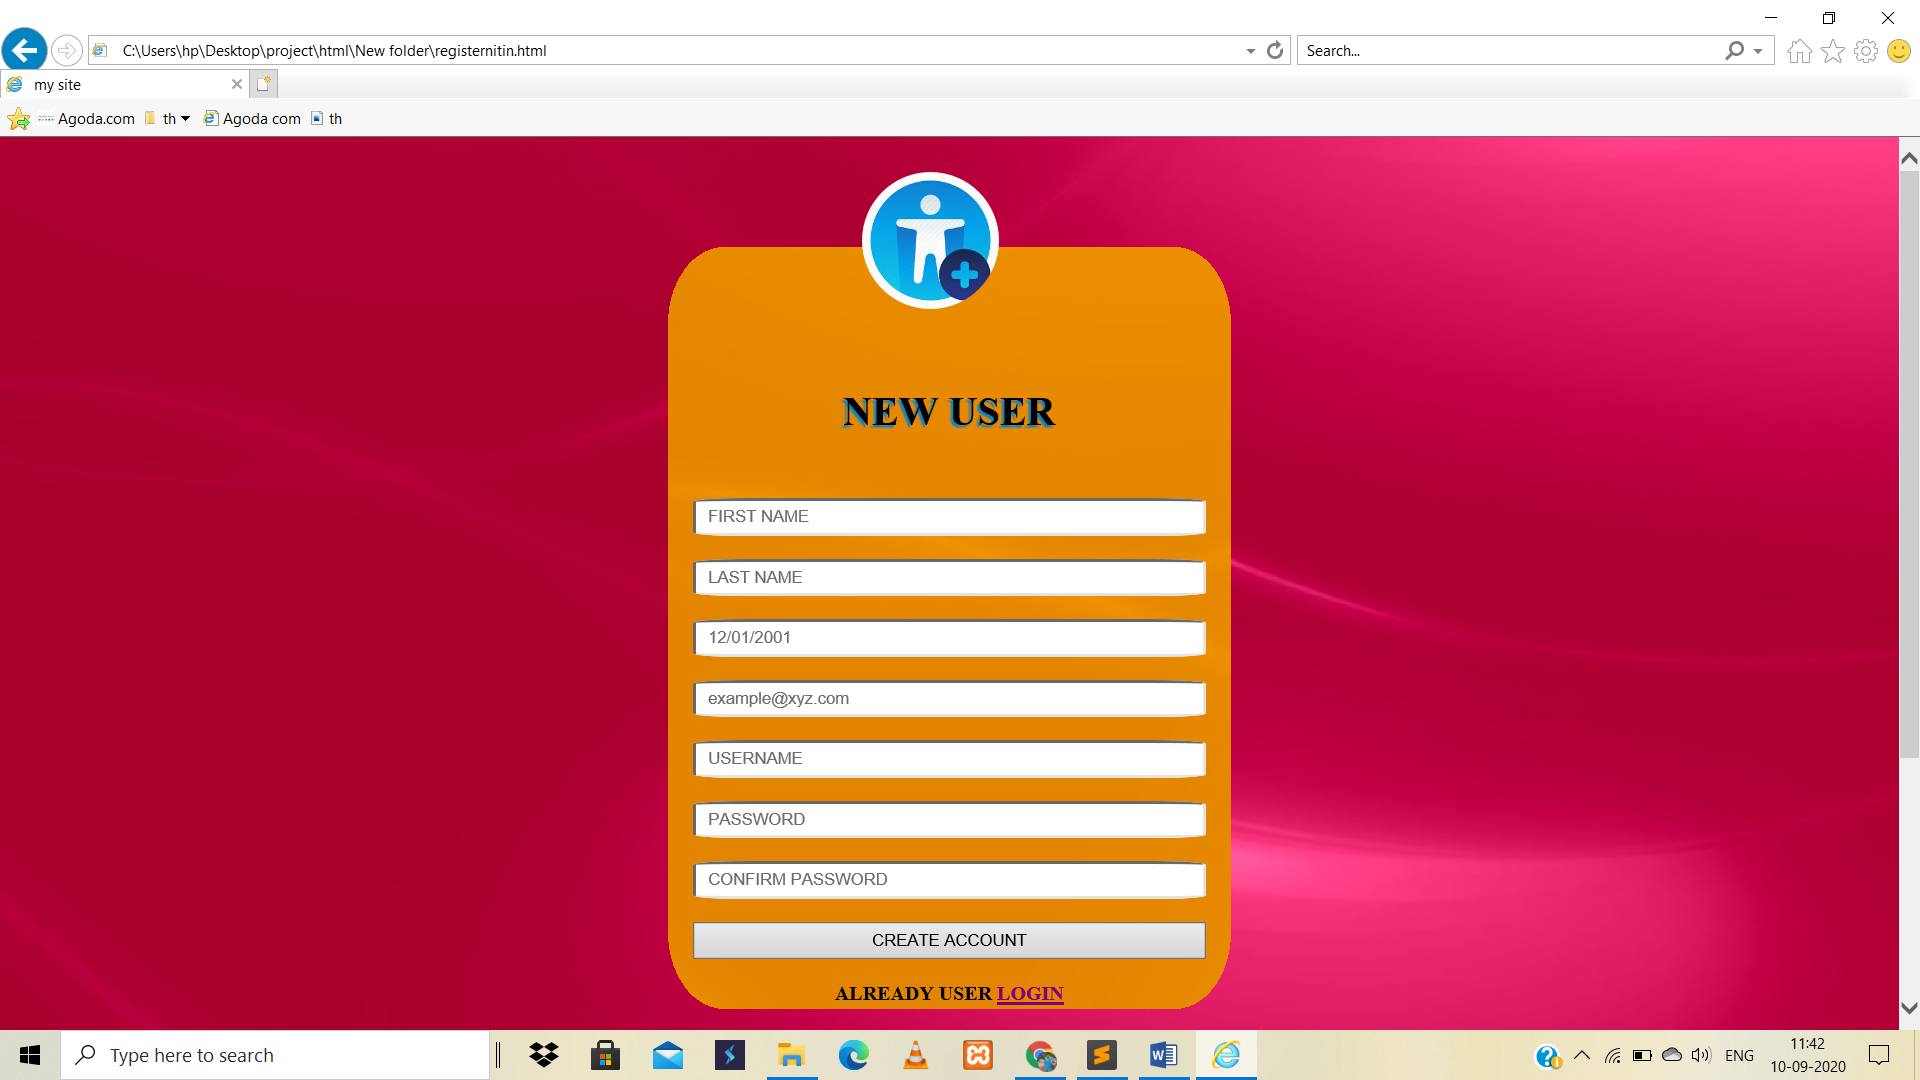 C:\Users\hp\Desktop\project\html\New folder\registernitin.html
Search...
my site
Agoda.com th Agoda com th
NEW USER
FIRST NAME
LAST NAME
12/01/2001
example@xyz.com
USERNAME
PASSWORD
CONFIRM PASSWORD
CREATE ACCOUNT
ALREADY USER LOGIN
Type here to search
ENG
11:42
10-09-2020